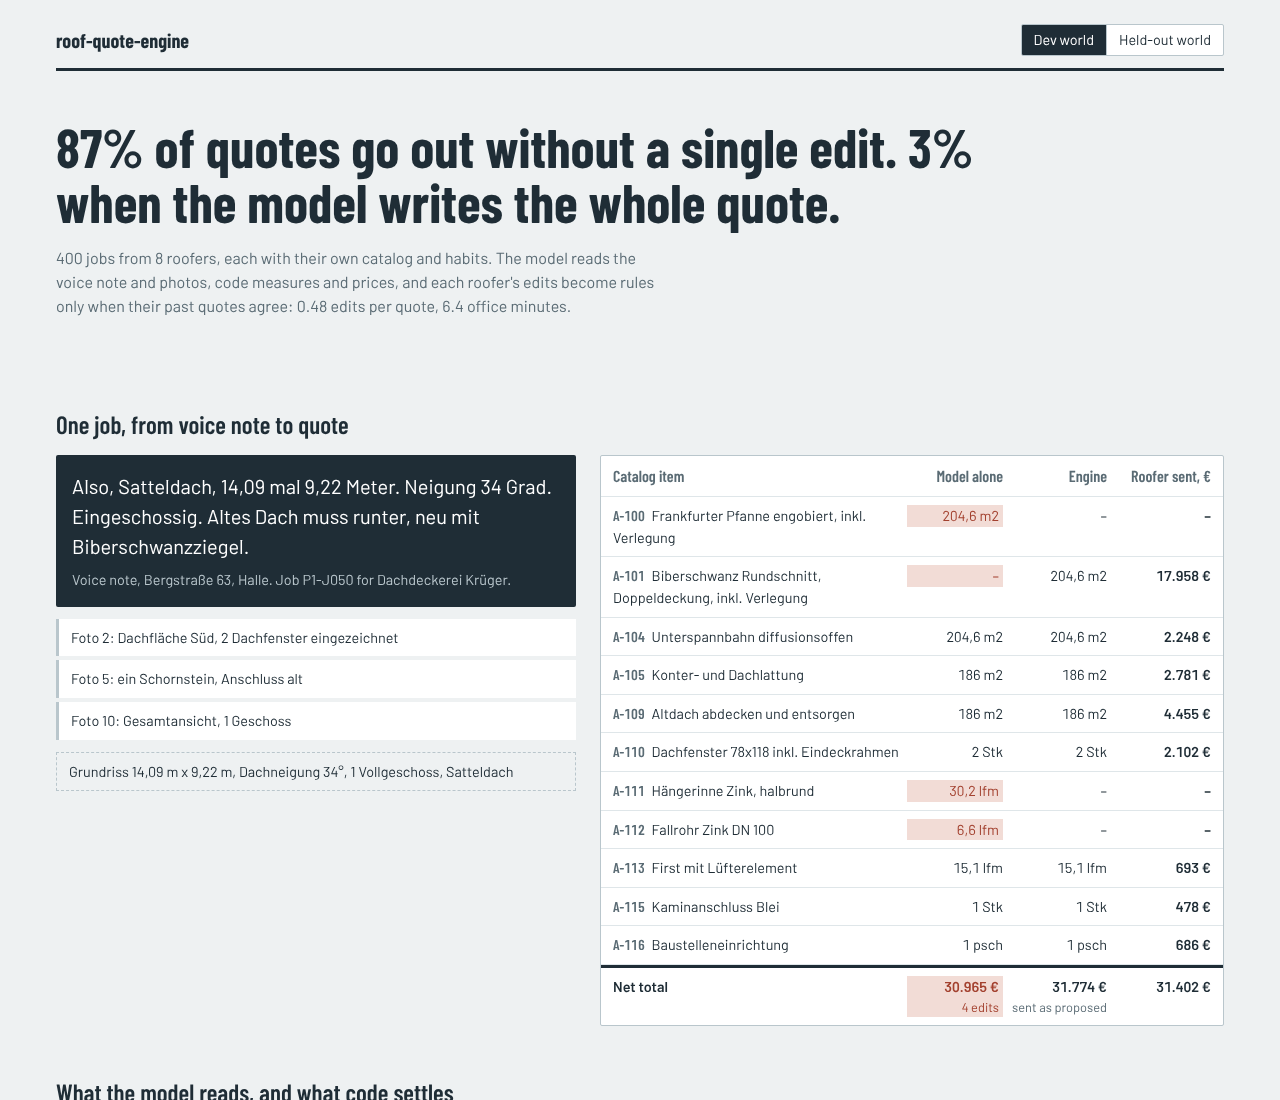 roof-quote-engine
Dev world
Held-out world
87% of quotes go out without a single edit. 3%
when the model writes the whole quote.
400 jobs from 8 roofers, each with their own catalog and habits. The model reads the
voice note and photos, code measures and prices, and each roofer's edits become rules
only when their past quotes agree: 0.48 edits per quote, 6.4 office minutes.
One job, from voice note to quote
Also, Satteldach, 14,09 mal 9,22 Meter. Neigung 34 Grad.
Eingeschossig. Altes Dach muss runter, neu mit
Biberschwanzziegel.
Voice note, Bergstraße 63, Halle. Job P1-J050 for Dachdeckerei Krüger.
Foto 2: Dachfläche Süd, 2 Dachfenster eingezeichnet
Foto 5: ein Schornstein, Anschluss alt
Foto 10: Gesamtansicht, 1 Geschoss
Grundriss 14,09 m x 9,22 m, Dachneigung 34°, 1 Vollgeschoss, Satteldach
Catalog item Model alone Engine Roofer sent, €
A-100 Frankfurter Pfanne engobiert, inkl. 204,6 m2 – –
Verlegung
A-101 Biberschwanz Rundschnitt, – 204,6 m2 17.958 €
Doppeldeckung, inkl. Verlegung
A-104 Unterspannbahn diffusionsoffen 204,6 m2 204,6 m2 2.248 €
A-105 Konter- und Dachlattung 186 m2 186 m2 2.781 €
A-109 Altdach abdecken und entsorgen 186 m2 186 m2 4.455 €
A-110 Dachfenster 78x118 inkl. Eindeckrahmen 2 Stk 2 Stk 2.102 €
A-111 Hängerinne Zink, halbrund 30,2 lfm – –
A-112 Fallrohr Zink DN 100 6,6 lfm – –
A-113 First mit Lüfterelement 15,1 lfm 15,1 lfm 693 €
A-115 Kaminanschluss Blei 1 Stk 1 Stk 478 €
A-116 Baustelleneinrichtung 1 psch 1 psch 686 €
Net total 30.965 € 31.774 € 31.402 €
4 edits sent as proposed
What the model reads, and what code settles